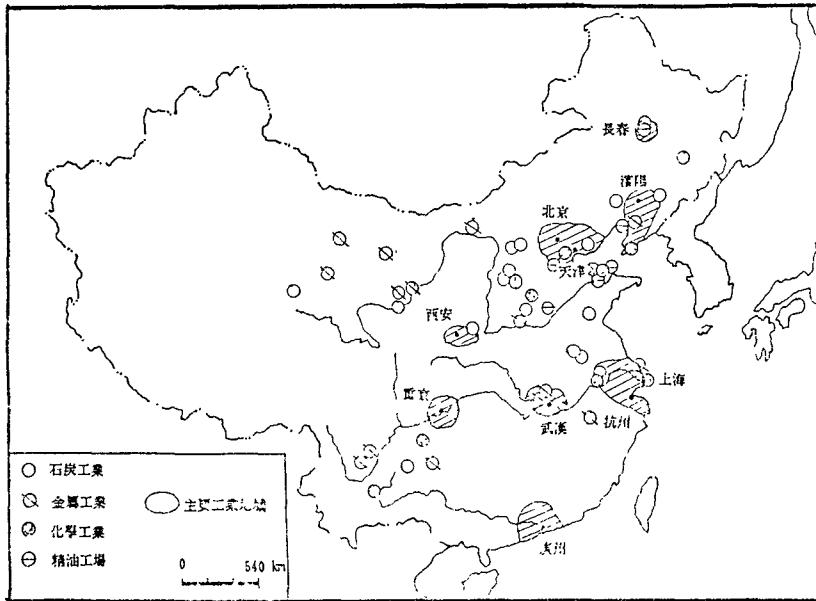 長春
瀋陽
北京
天津
西安
上海
重京
武漢
杭州
広州
石炭工業
金属工業
主要工業地域
化學工業
精油工場
0 540 km